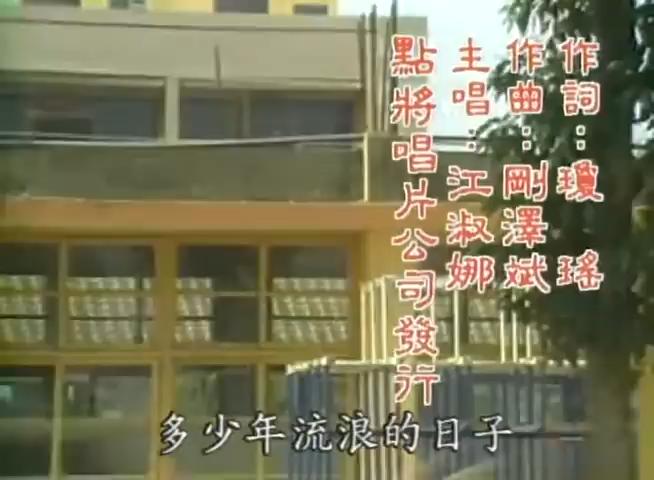 作詞：瓊瑤
作曲：剛澤斌
主唱：江淑娜
點將唱片公司發行
多少年流浪的日子